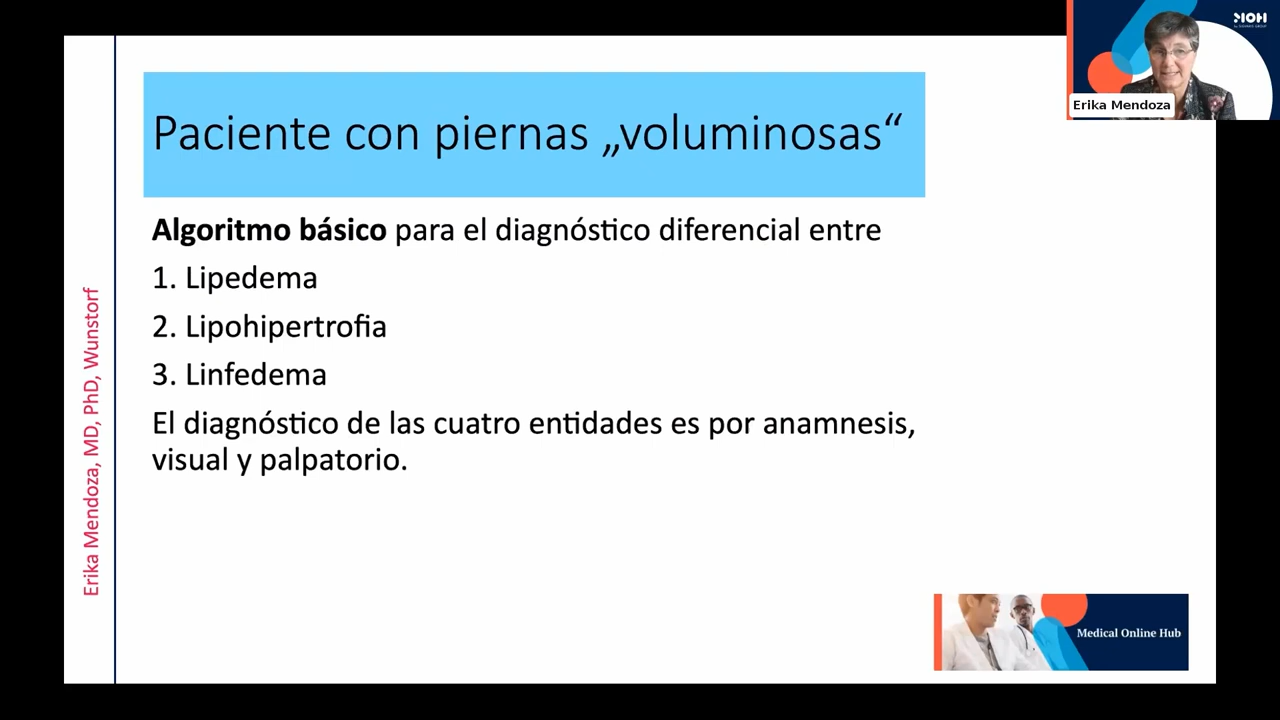 Paciente con piernas „voluminosas“
Algoritmo básico para el diagnóstico diferencial entre
1. Lipedema
2. Lipohipertrofia
3. Linfedema
El diagnóstico de las cuatro entidades es por anamnesis,
visual y palpatorio.
Erika Mendoza, MD, PhD, Wunstorf
Erika Mendoza
MOH
Medical Online Hub